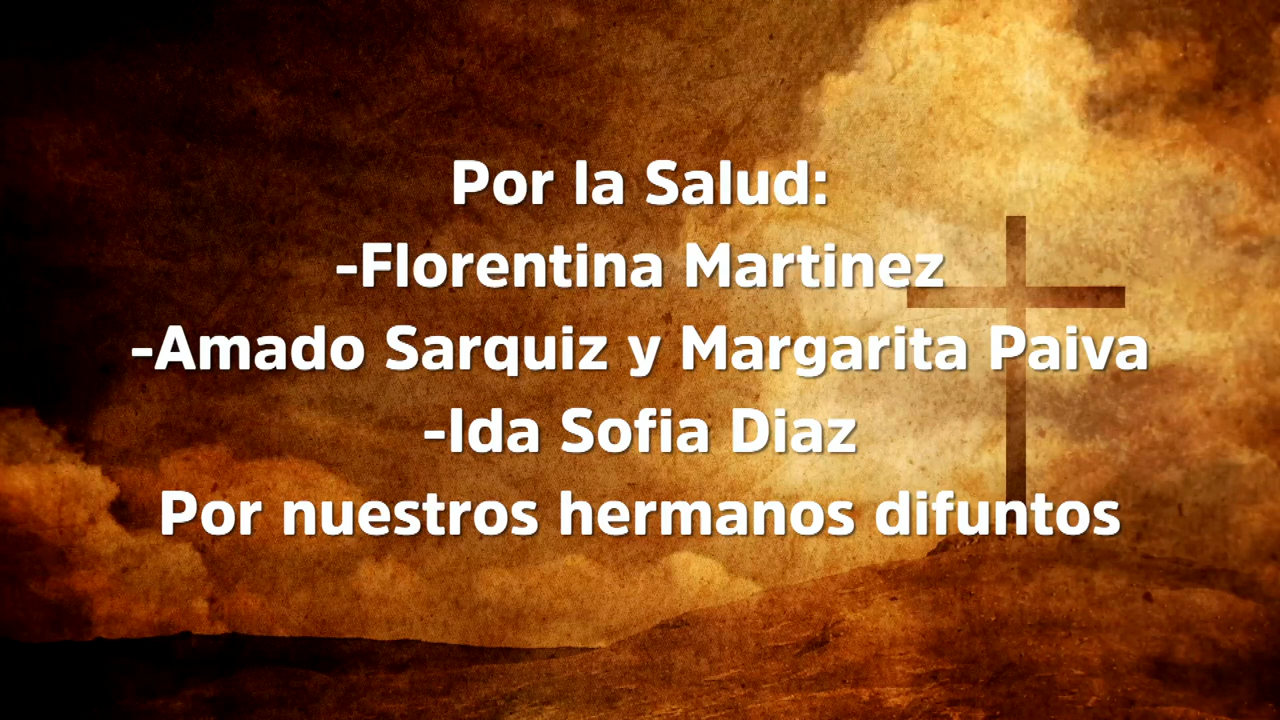 Por la Salud:
-Florentina Martinez
-Amado Sarquiz y Margarita Paiva
-Ida Sofia Diaz
Por nuestros hermanos difuntos